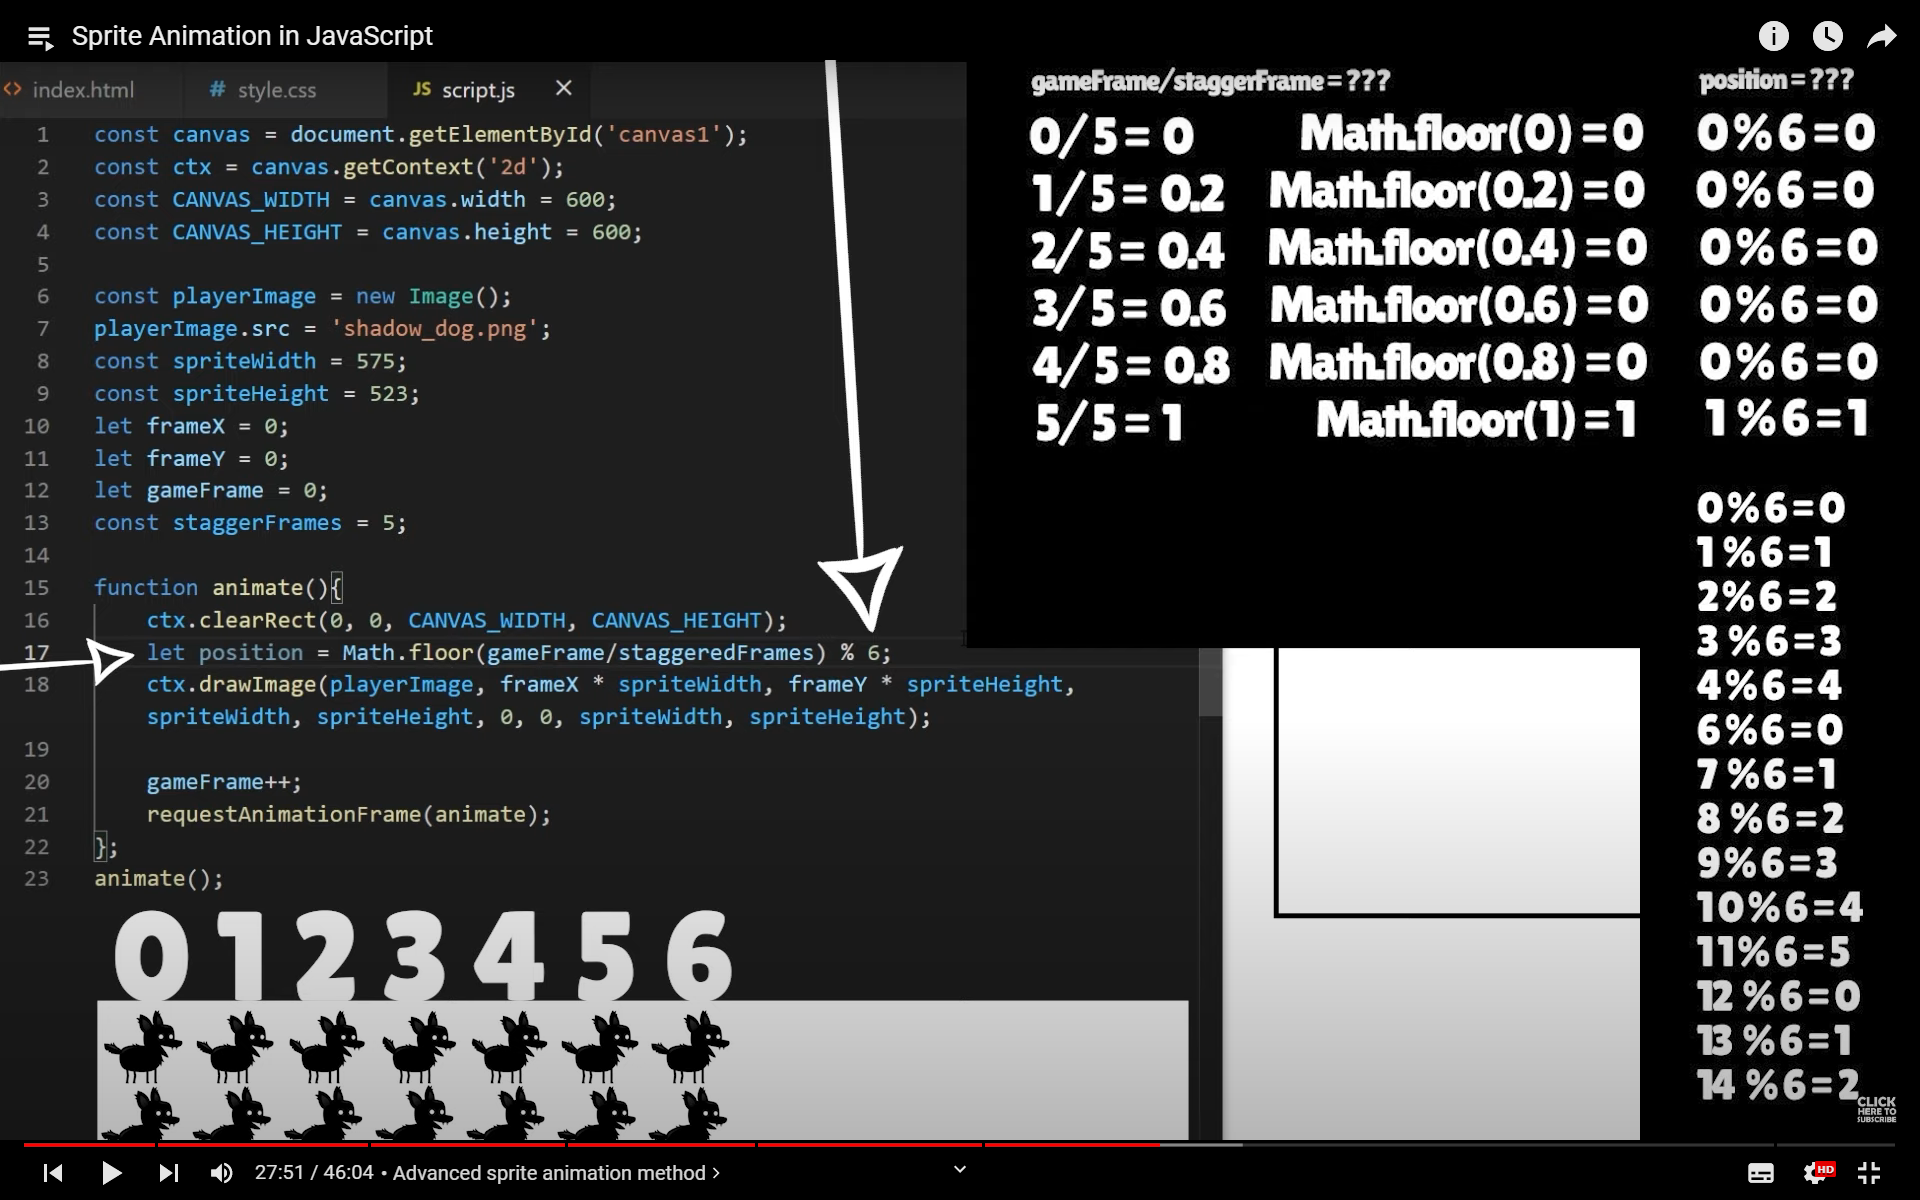 Sprite Animation in JavaScript
index.html # style.css JS script.js
1 const canvas = document.getElementById('canvas1');
2 const ctx = canvas.getContext('2d');
3 const CANVAS_WIDTH = canvas.width = 600;
4 const CANVAS_HEIGHT = canvas.height = 600;
5
6 const playerImage = new Image();
7 playerImage.src = 'shadow_dog.png';
8 const spriteWidth = 575;
9 const spriteHeight = 523;
10 let frameX = 0;
11 let frameY = 0;
12 let gameFrame = 0;
13 const staggerFrames = 5;
14
15 function animate(){
16 ctx.clearRect(0, 0, CANVAS_WIDTH, CANVAS_HEIGHT);
17 let position = Math.floor(gameFrame/staggeredFrames) % 6;
18 ctx.drawImage(playerImage, frameX * spriteWidth, frameY * spriteHeight,
spriteWidth, spriteHeight, 0, 0, spriteWidth, spriteHeight);
19
20 gameFrame++;
21 requestAnimationFrame(animate);
22 };
23 animate();
0 1 2 3 4 5 6
gameFrame/staggerFrame=??? position=???
0/5=0 Math.floor(0)=0 0%6=0
1/5=0.2 Math.floor(0.2)=0 0%6=0
2/5=0.4 Math.floor(0.4)=0 0%6=0
3/5=0.6 Math.floor(0.6)=0 0%6=0
4/5=0.8 Math.floor(0.8)=0 0%6=0
5/5=1 Math.floor(1)=1 1%6=1
0%6=0
1%6=1
2%6=2
3%6=3
4%6=4
6%6=0
7%6=1
8%6=2
9%6=3
10%6=4
11%6=5
12%6=0
13%6=1
14%6=2
CLICK
HERE TO
SUBSCRIBE
27:51 / 46:04 • Advanced sprite animation method
HD